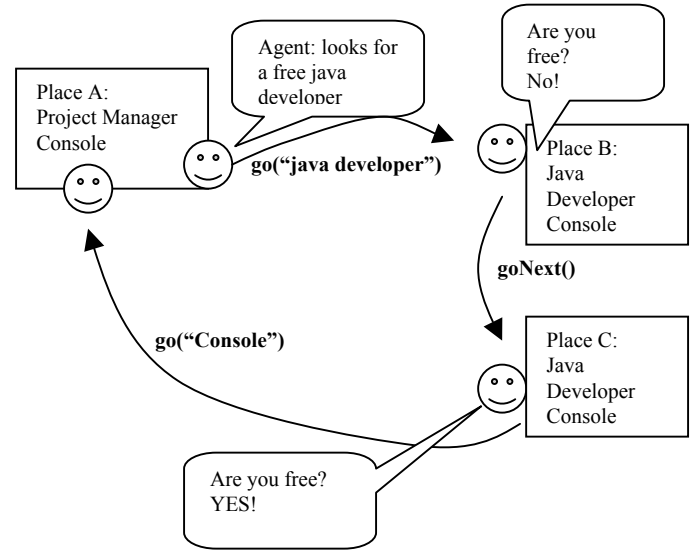 Place A:
Project Manager
Console
Agent: looks for
a free java
developer
go(“java developer”)
Are you
free?
No!
Place B:
Java
Developer
Console
goNext()
Place C:
Java
Developer
Console
Are you free?
YES!
go(“Console”)